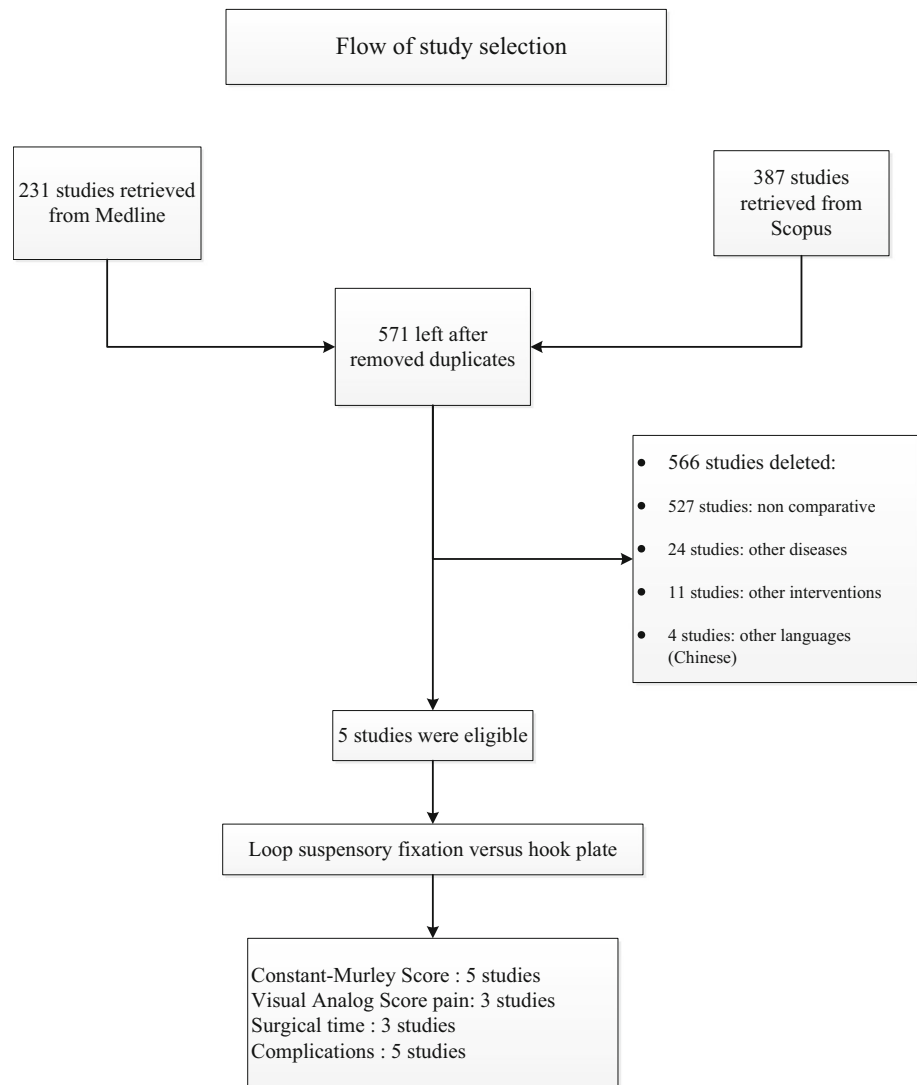 Flow of study selection
231 studies retrieved
from Medline
387 studies
retrieved from
Scopus
571 left after
removed duplicates
• 566 studies deleted:
• 527 studies: non comparative
• 24 studies: other diseases
• 11 studies: other interventions
• 4 studies: other languages
(Chinese)
5 studies were eligible
Loop suspensory fixation versus hook plate
Constant-Murley Score : 5 studies
Visual Analog Score pain: 3 studies
Surgical time : 3 studies
Complications : 5 studies